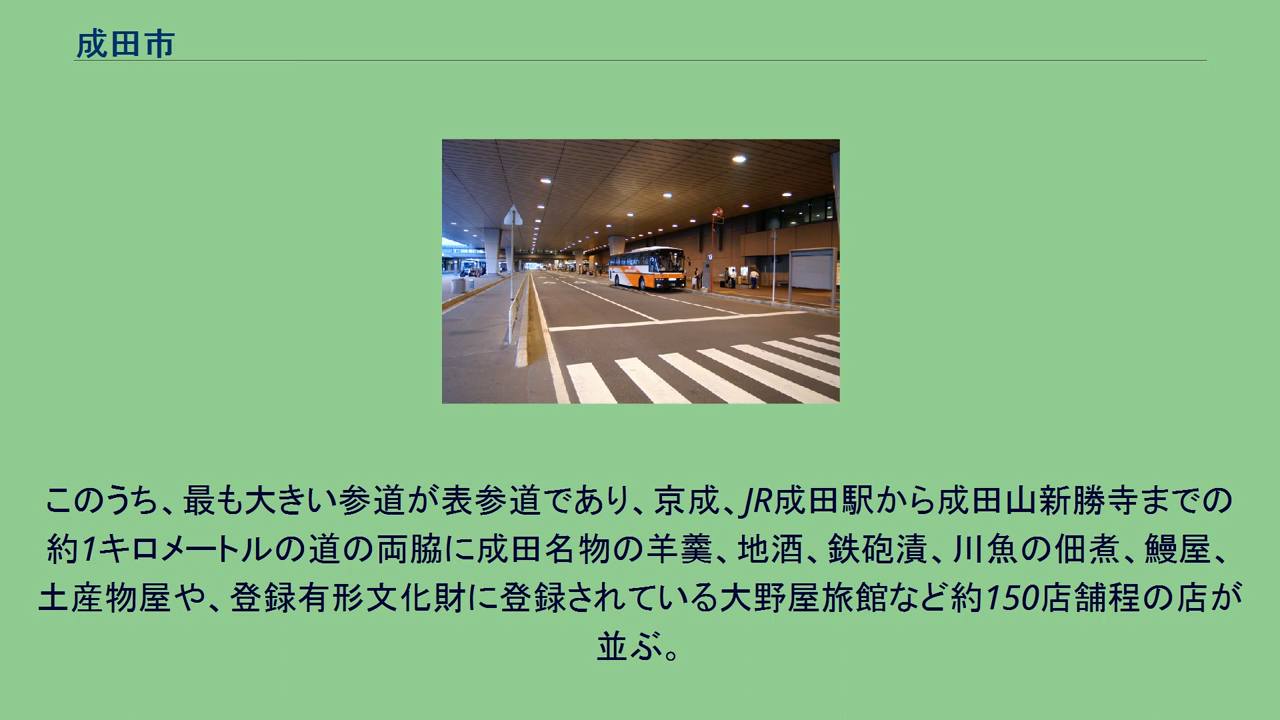 成田市
このうち、最も大きい参道が表参道であり、京成、JR成田駅から成田山新勝寺までの
約1キロメートルの道の両脇に成田名物の羊羹、地酒、鉄砲漬、川魚の佃煮、鰻屋、
土産物屋や、登録有形文化財に登録されている大野屋旅館など約150店舗程の店が
並ぶ。